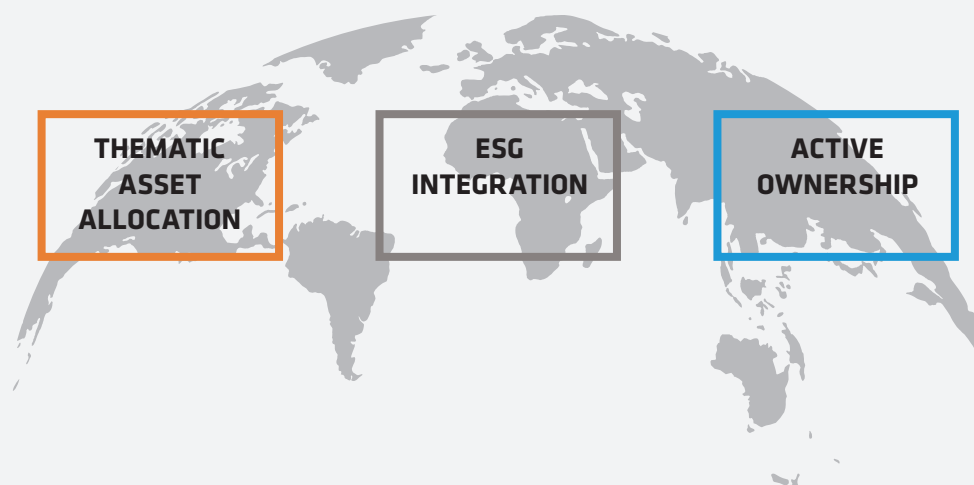 THEMATIC
ASSET
ALLOCATION
ESG
INTEGRATION
ACTIVE
OWNERSHIP